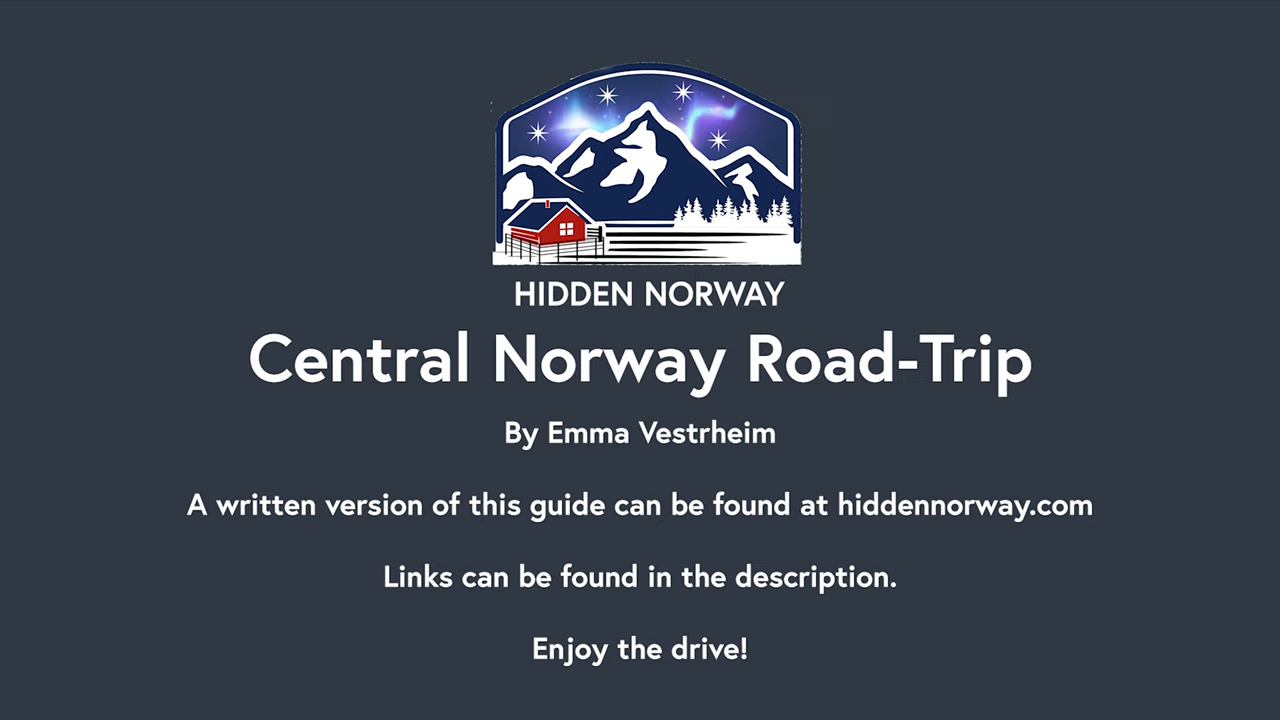 HIDDEN NORWAY
Central Norway Road-Trip
By Emma Vestrheim
A written version of this guide can be found at hiddennorway.com
Links can be found in the description.
Enjoy the drive!